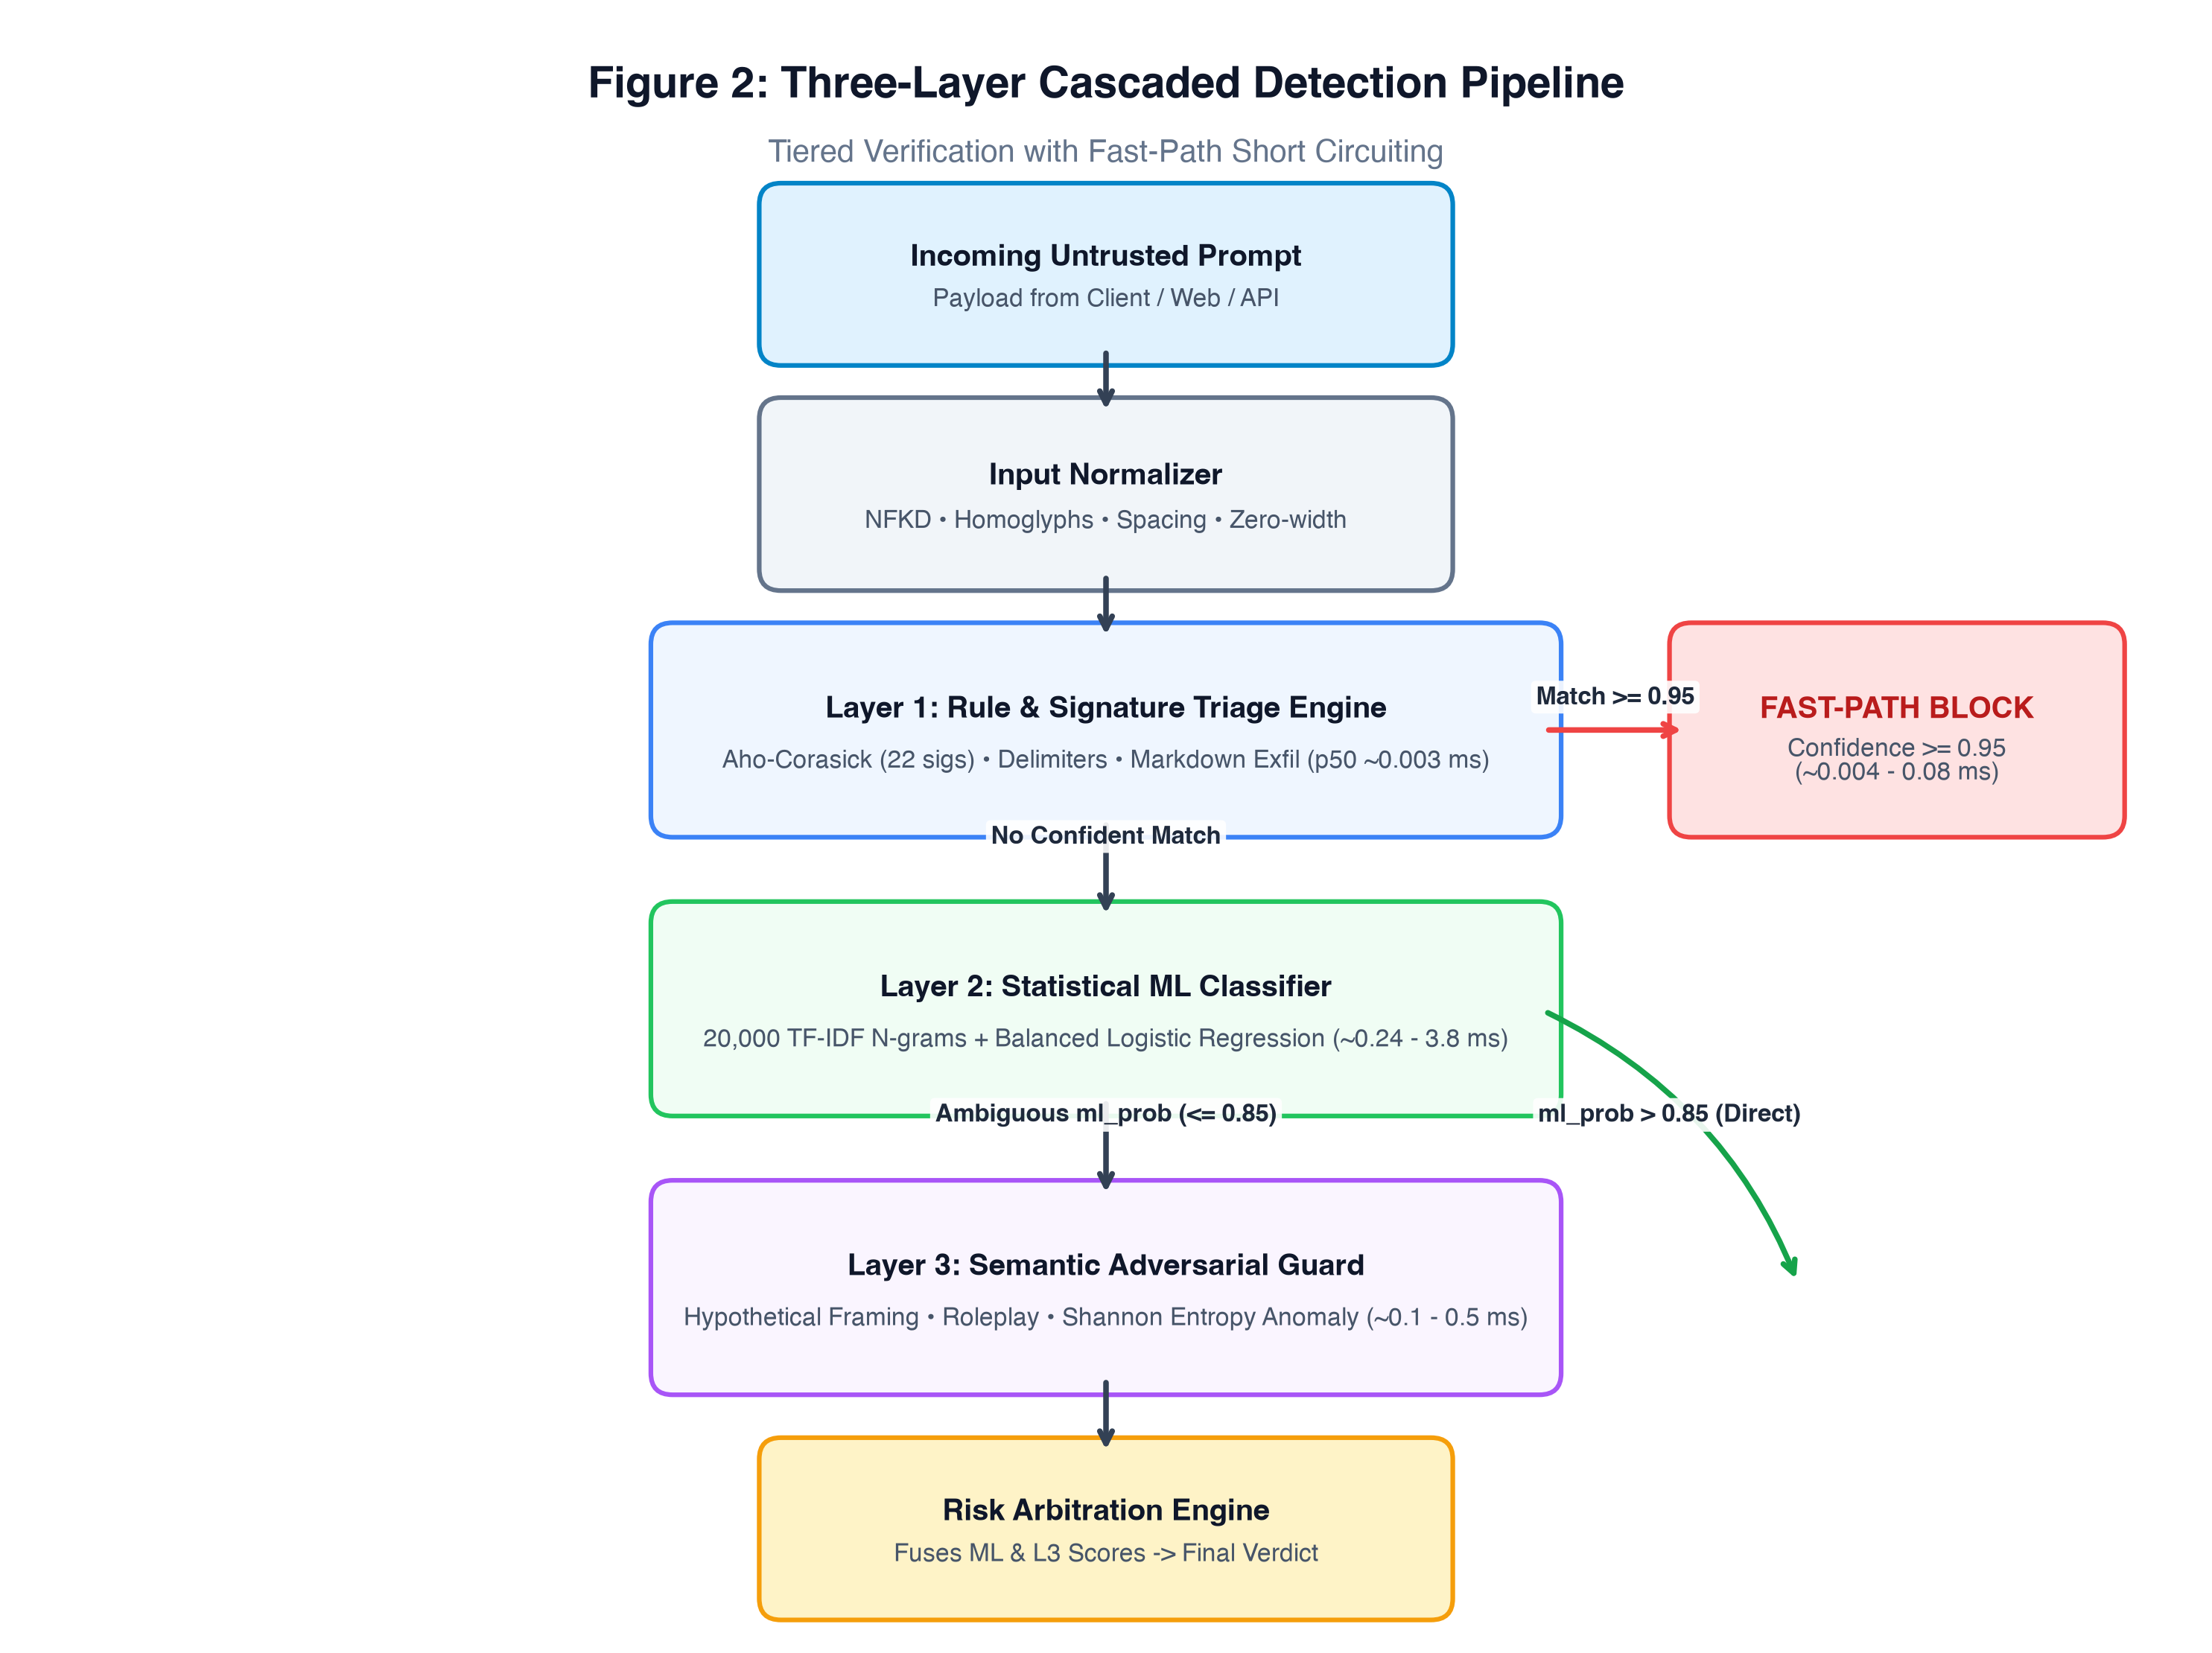 Figure 2: Three-Layer Cascaded Detection Pipeline
Tiered Verification with Fast-Path Short Circuiting
Incoming Untrusted Prompt
Payload from Client / Web / API
Input Normalizer
NFKD • Homoglyphs • Spacing • Zero-width
Layer 1: Rule & Signature Triage Engine
Aho-Corasick (22 sigs) • Delimiters • Markdown Exfil (p50 ~0.003 ms)
Match >= 0.95
FAST-PATH BLOCK
Confidence >= 0.95
(~0.004 - 0.08 ms)
No Confident Match
Layer 2: Statistical ML Classifier
20,000 TF-IDF N-grams + Balanced Logistic Regression (~0.24 - 3.8 ms)
Ambiguous ml_prob (<= 0.85)
ml_prob > 0.85 (Direct)
Layer 3: Semantic Adversarial Guard
Hypothetical Framing • Roleplay • Shannon Entropy Anomaly (~0.1 - 0.5 ms)
Risk Arbitration Engine
Fuses ML & L3 Scores -> Final Verdict